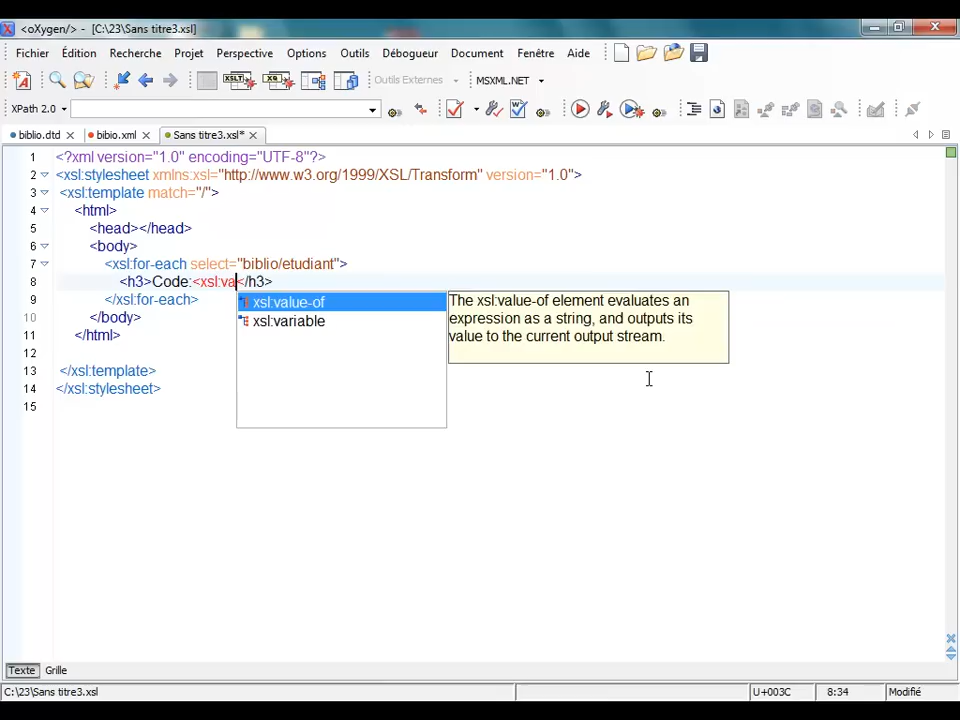 <oXygen/> - [C:\23\Sans titre3.xsl]
Fichier Édition Recherche Projet Perspective Options Outils Débogueur Document Fenêtre Aide
Outils Externes MSXML.NET
XPath 2.0
biblio.dtd bibio.xml Sans titre3.xsl*
1 <?xml version="1.0" encoding="UTF-8"?>
2 <xsl:stylesheet xmlns:xsl="http://www.w3.org/1999/XSL/Transform" version="1.0">
3 <xsl:template match="/">
4 <html>
5 <head></head>
6 <body>
7 <xsl:for-each select="biblio/etudiant">
8 <h3>Code:<xsl:va</h3>
9 </xsl:for-each>
10 </body>
11 </html>
12
13 </xsl:template>
14 </xsl:stylesheet>
15
xsl:value-of
xsl:variable
The xsl:value-of element evaluates an
expression as a string, and outputs its
value to the current output stream.
Texte Grille
C:\23\Sans titre3.xsl U+003C 8:34 Modifié